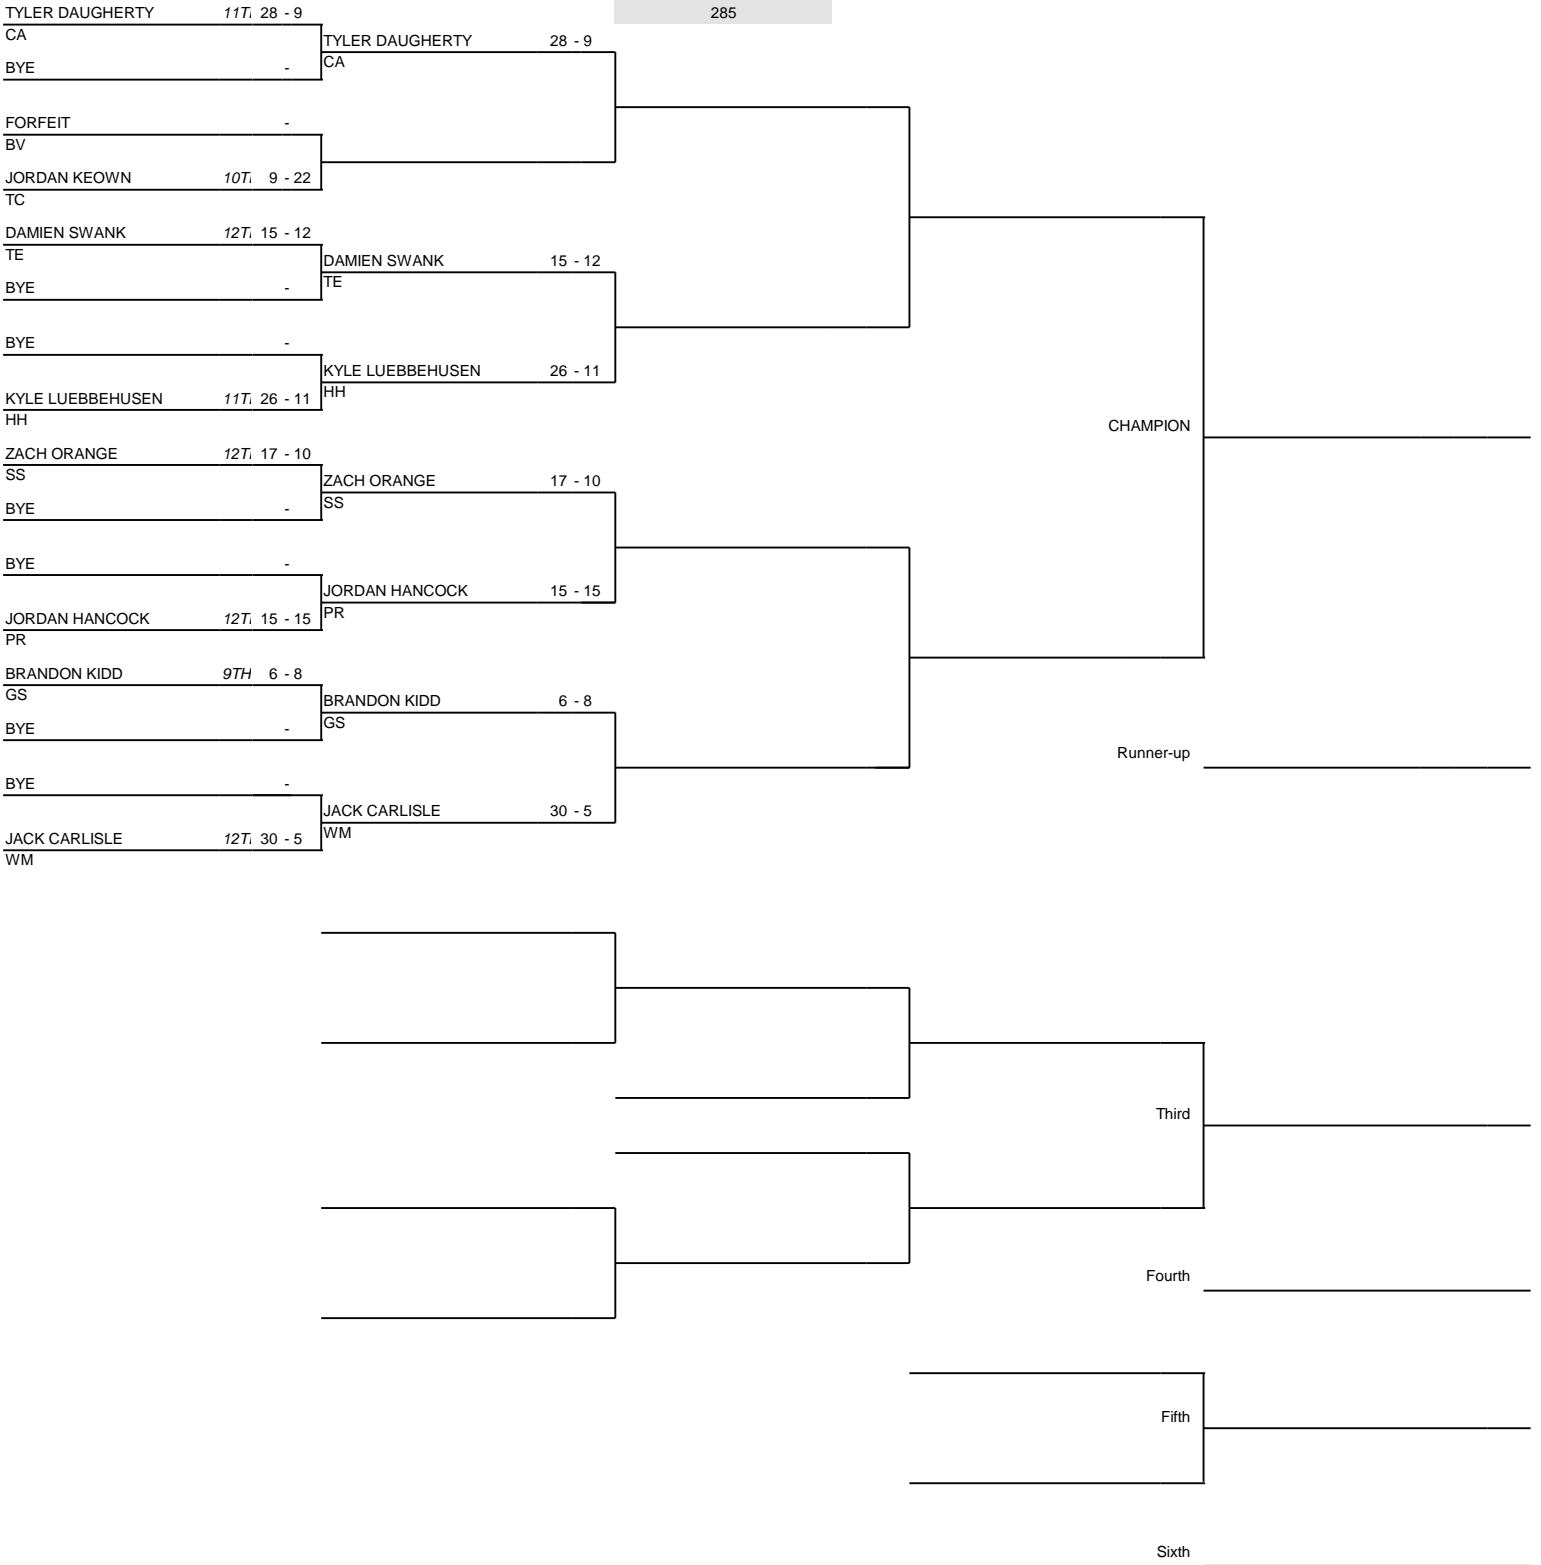 TYLER DAUGHERTY 11T 28 - 9
285
CA
TYLER DAUGHERTY 28 - 9
BYE -
CA
FORFEIT -
BV
JORDAN KEOWN 10T 9 - 22
TC
DAMIEN SWANK 12T 15 - 12
TE
DAMIEN SWANK 15 - 12
BYE -
TE
BYE -
KYLE LUEBBEHUSEN 26 - 11
HH
KYLE LUEBBEHUSEN 11T 26 - 11
HH
CHAMPION
ZACH ORANGE 12T 17 - 10
SS
ZACH ORANGE 17 - 10
SS
BYE -
BYE -
JORDAN HANCOCK 15 - 15
PR
JORDAN HANCOCK 12T 15 - 15
PR
BRANDON KIDD 9TH 6 - 8
GS
BRANDON KIDD 6 - 8
GS
BYE -
Runner-up
BYE -
JACK CARLISLE 30 - 5
WM
JACK CARLISLE 12T 30 - 5
WM
Third
Fourth
Fifth
Sixth